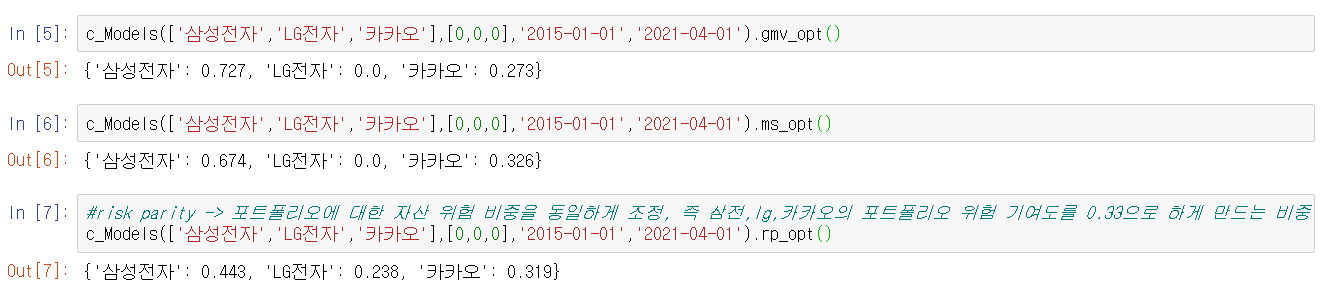 In [5]: c_Models(['삼성전자','LG전자','카카오'],[0,0,0],'2015-01-01','2021-04-01').gmv_opt()
Out[5]: {'삼성전자': 0.727, 'LG전자': 0.0, '카카오': 0.273}
In [6]: c_Models(['삼성전자','LG전자','카카오'],[0,0,0],'2015-01-01','2021-04-01').ms_opt()
Out[6]: {'삼성전자': 0.674, 'LG전자': 0.0, '카카오': 0.326}
In [7]: #risk parity -> 포트폴리오에 대한 자산 위험 비중을 동일하게 조정, 즉 삼전,lg,카카오의 포트폴리오 위험 기여도를 0.33으로 하게 만드는 비중
c_Models(['삼성전자','LG전자','카카오'],[0,0,0],'2015-01-01','2021-04-01').rp_opt()
Out[7]: {'삼성전자': 0.443, 'LG전자': 0.238, '카카오': 0.319}